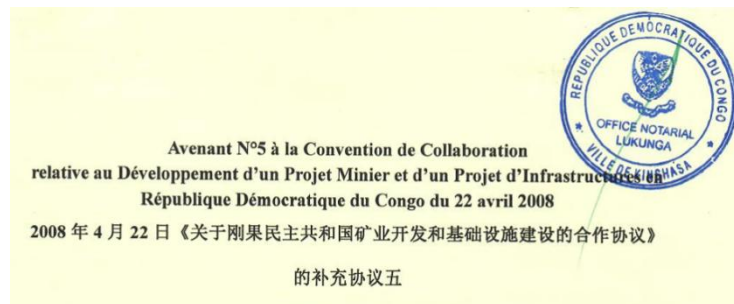 REPUBLIQUE DEMOCRATIQUE DU CONGO
OFFICE NOTARIAL
LUKUNGA
VILLE DE KINSHASA
Avenant N°5 à la Convention de Collaboration
relative au Développement d'un Projet Minier et d'un Projet d'Infrastructures en
République Démocratique du Congo du 22 avril 2008
2008 年 4 月 22 日《关于刚果民主共和国矿业开发和基础设施建设的合作协议》
的补充协议五